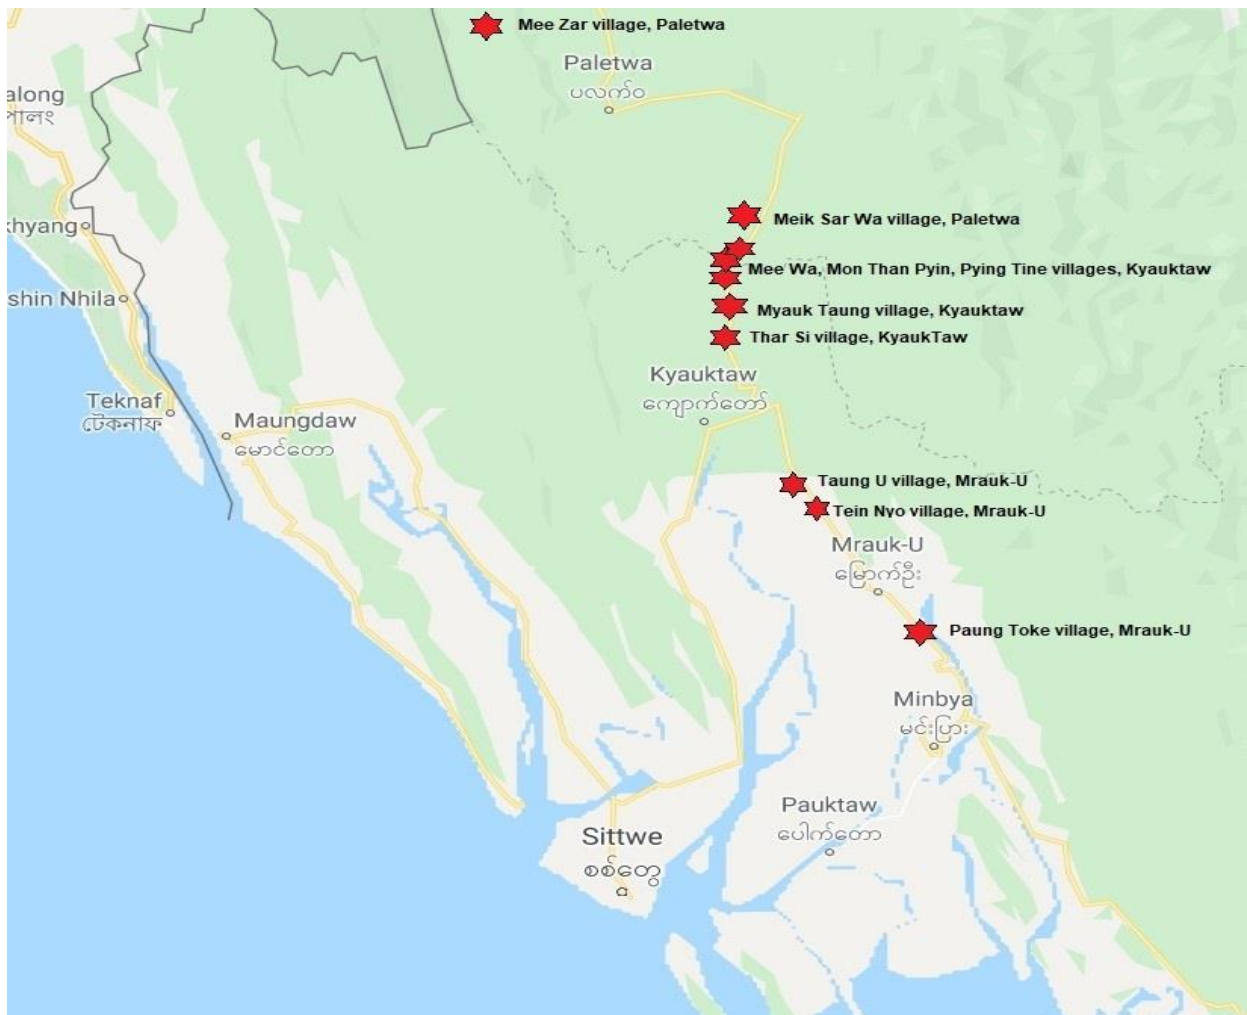 Mee Zar village, Paletwa
Paletwa
ပလက်ဝ
along
Meik Sar Wa village, Paletwa
khyang
Mee Wa, Mon Than Pyin, Pying Tine villages, Kyauktaw
shin Nhila
Myauk Taung village, Kyauktaw
Thar Si village, KyaukTaw
Kyauktaw
ကျောက်တော်
Teknaf
টেকনাফ
Maungdaw
မောင်တော
Taung U village, Mrauk-U
Tein Nyo village, Mrauk-U
Mrauk-U
မြောက်ဦး
Paung Toke village, Mrauk-U
Minbya
မင်းပြား
Pauktaw
ပေါက်တော
Sittwe
စစ်တွေ